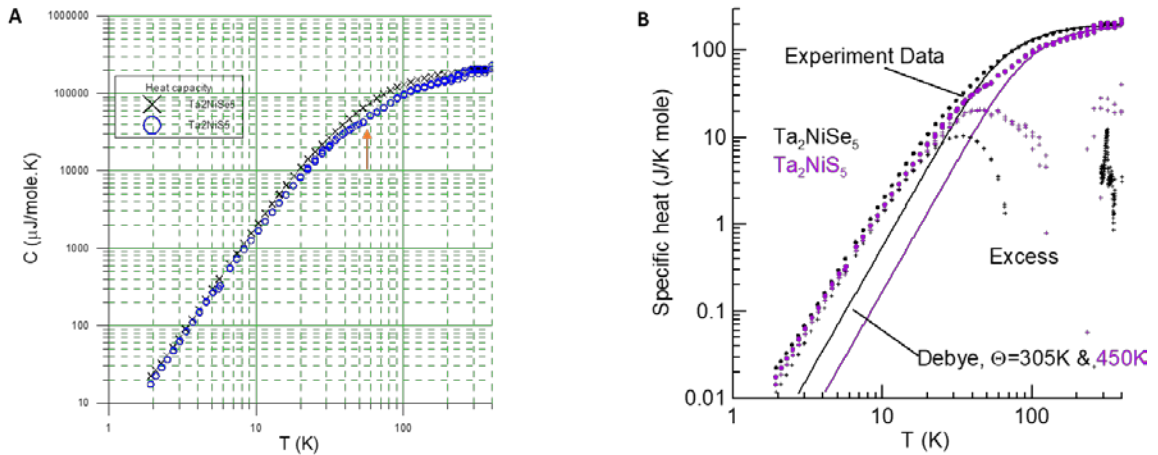 A
1000000
100000
10000
1000
100
10
C (μJ/mole.K)
Heat capacity
Ta2NiSe5
Ta2NiS5
1
10
100
T (K)
B
100
10
1
0.1
0.01
Specific heat (J/K mole)
Experiment Data
Ta₂NiSe₅
Ta₂NiS₅
Excess
Debye, Θ=305K & 450K
1
10
100
T (K)